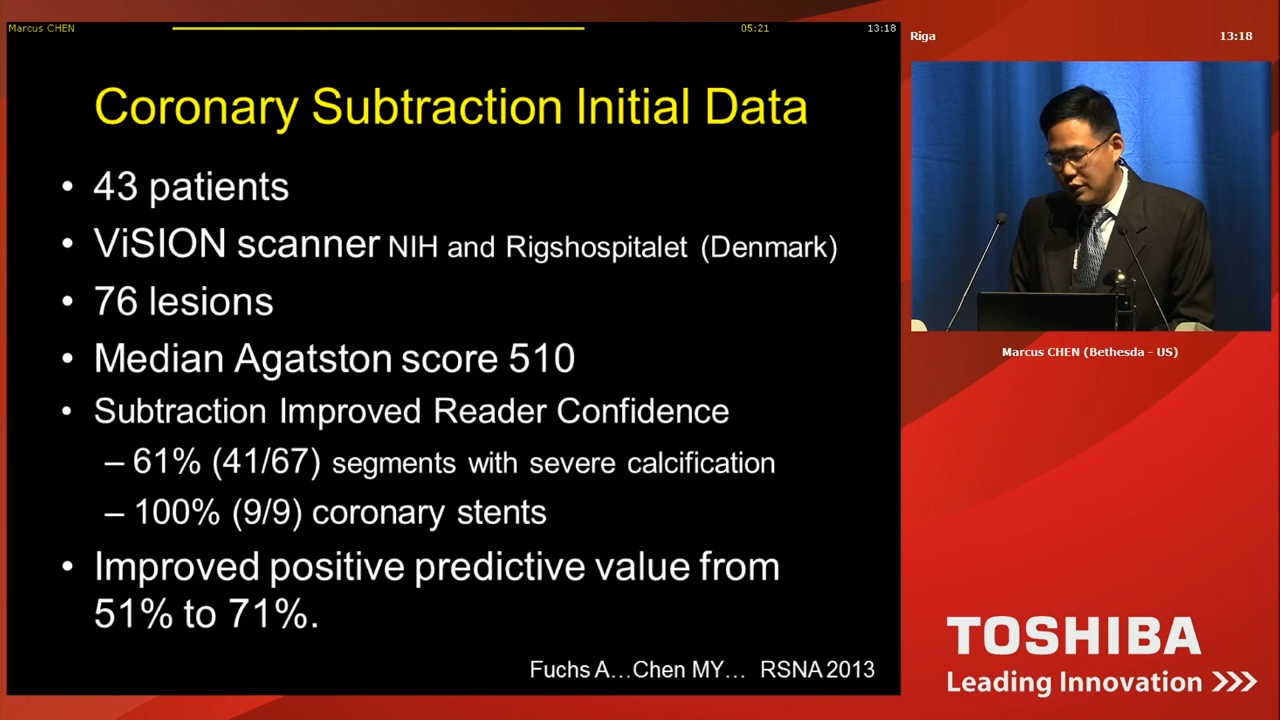 Marcus CHEN 05:21 13:18
Coronary Subtraction Initial Data
• 43 patients
• ViSION scanner NIH and Rigshospitalet (Denmark)
• 76 lesions
• Median Agatston score 510
• Subtraction Improved Reader Confidence
– 61% (41/67) segments with severe calcification
– 100% (9/9) coronary stents
• Improved positive predictive value from
51% to 71%.
Fuchs A…Chen MY… RSNA 2013
Riga 13:18
Marcus CHEN (Bethesda - US)
TOSHIBA
Leading Innovation >>>